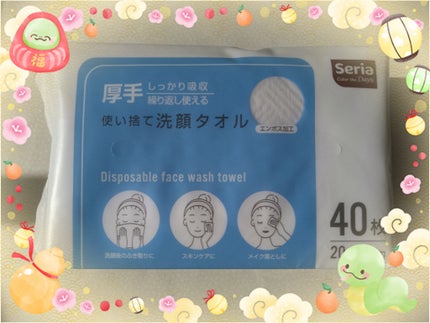 福
Seria
Color the Days
厚手
しっかり吸収
繰り返し使える
使い捨て洗顔タオル
エンボス加工
Disposable face wash towel
40枚
20
洗顔後のふき取りに
スキンケアに
メイク落としに